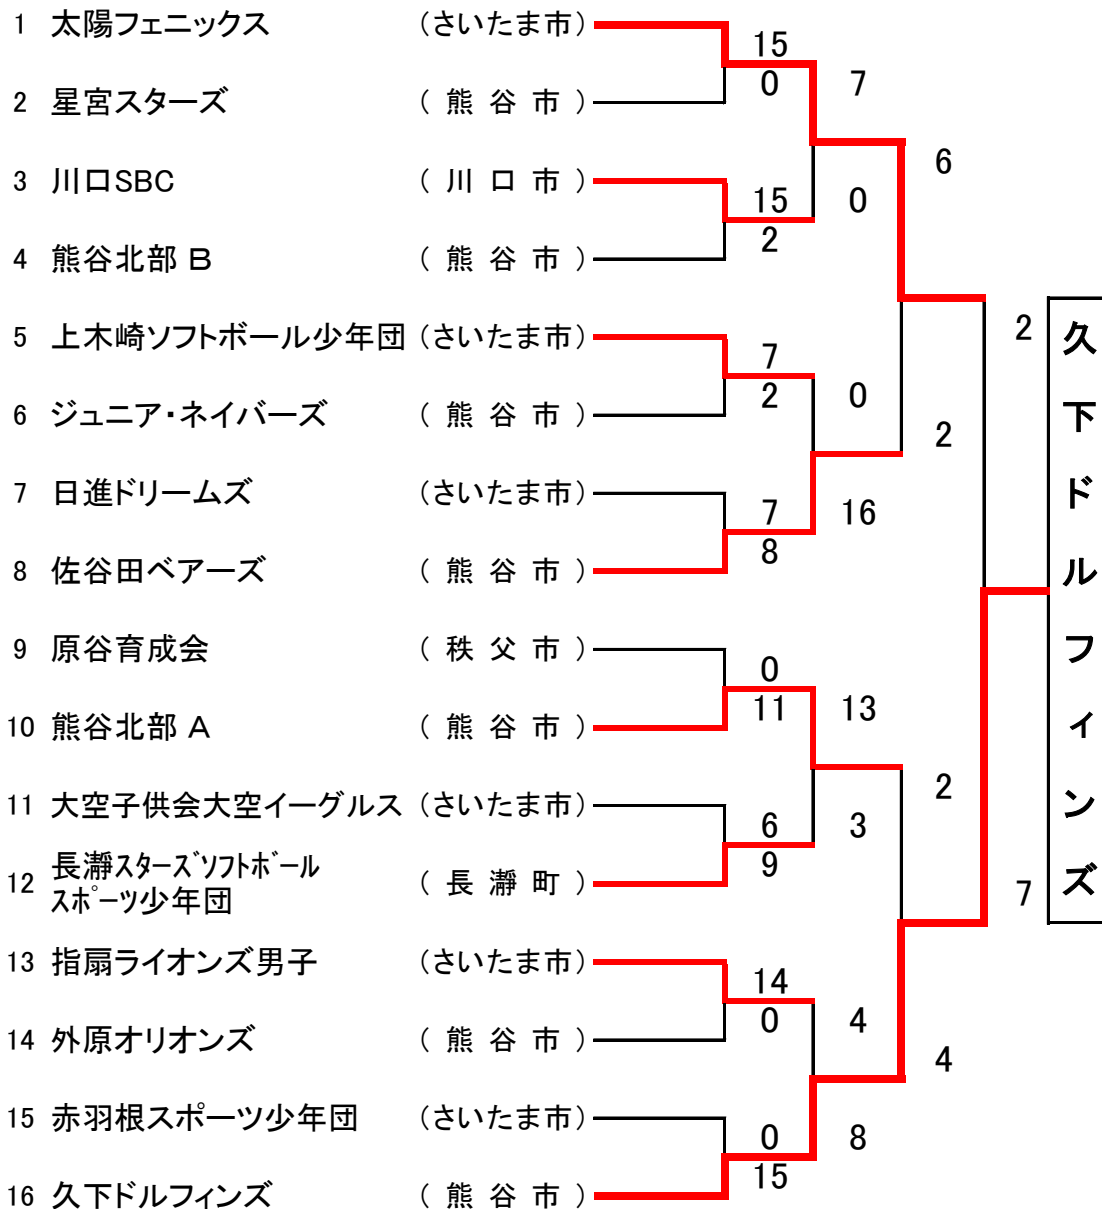 1 太陽フェニックス (さいたま市)
15
0
7
2 星宮スターズ ( 熊 谷 市 )
6
3 川口SBC ( 川 口 市 )
15
2
0
4 熊谷北部 B ( 熊 谷 市 )
5 上木崎ソフトボール少年団 (さいたま市)
7
2
0
2
6 ジュニア・ネイバーズ ( 熊 谷 市 )
2
7 日進ドリームズ (さいたま市)
7
8
16
8 佐谷田ベアーズ ( 熊 谷 市 )
久下ドルフィンズ
9 原谷育成会 ( 秩 父 市 )
0
11
13
10 熊谷北部 A ( 熊 谷 市 )
2
11 大空子供会大空イーグルス (さいたま市)
6
9
3
12 長瀞スターズソフトボール
スポーツ少年団 ( 長 瀞 町 )
7
13 指扇ライオンズ男子 (さいたま市)
14
0
4
14 外原オリオンズ ( 熊 谷 市 )
4
15 赤羽根スポーツ少年団 (さいたま市)
0
15
8
16 久下ドルフィンズ ( 熊 谷 市 )